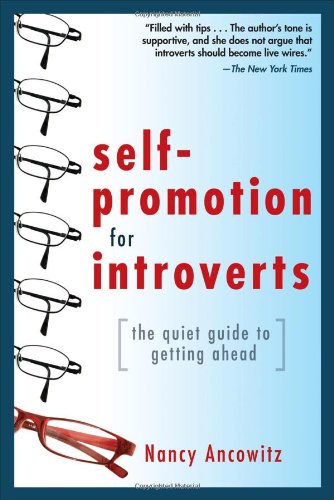 "Filled with tips . . . The author's tone is
supportive, and she does not argue that
introverts should become live wires."
—The New York Times
self-
promotion
for
introverts
[the quiet guide to
getting ahead]
Nancy Ancowitz